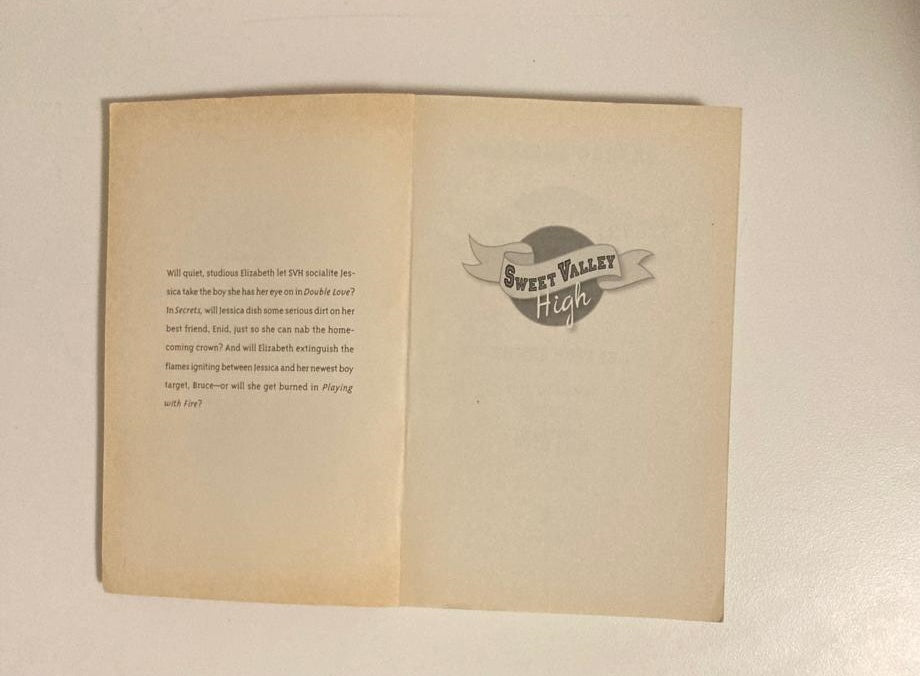 Will quiet, studious Elizabeth let SVH socialite Jes-
sica take the boy she has her eye on in Double Love?
In Secrets, will Jessica dish some serious dirt on her
best friend, Enid, just so she can nab the home-
coming crown? And will Elizabeth extinguish the
flames igniting between Jessica and her newest boy
target, Bruce—or will she get burned in Playing
with Fire?
SWEET VALLEY
High